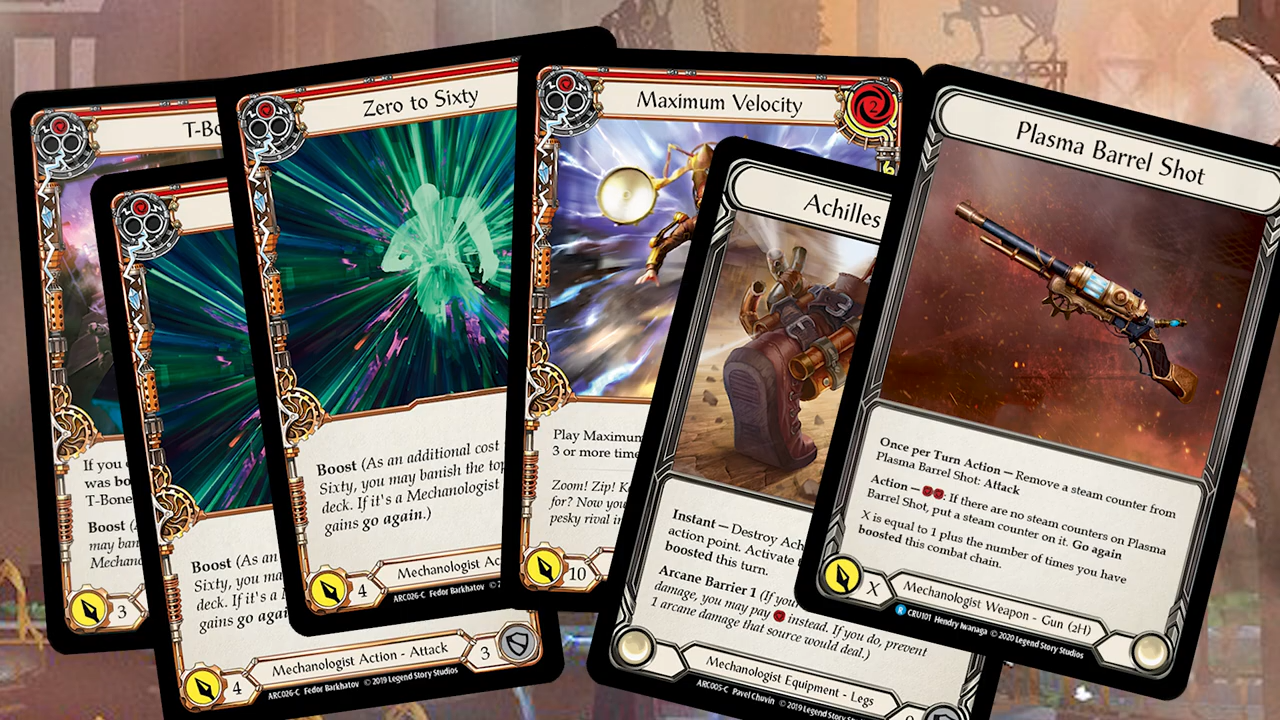 T-Bo
If you
was bo
T-Bone
Boost (
may ban
Mechan
3
Boost (As an
Sixty, you ma
deck. If it's a
gains go agai
Mechanologist Action - Attack
4
3
ARC026-C Fedor Barkhatov © 2019 Legend Story Studios
Zero to Sixty
Boost (As an additional cost
Sixty, you may banish the top
deck. If it's a Mechanologist
gains go again.)
Mechanologist Ac
4
ARC026-C Fedor Barkhatov © 2
Maximum Velocity
2
Play Maximum
3 or more time
Zoom! Zip! K
for? Now you
pesky rival in
10
Achilles
Instant — Destroy Ach
action point. Activate
boosted this turn.
Arcane Barrier 1 (If you
damage, you may pay instead. If you do, prevent
1 arcane damage that source would deal.)
Mechanologist Equipment - Legs
ARC005-C Pavel Chuvin © 2019 Legend Story Studios
Plasma Barrel Shot
Once per Turn Action — Remove a steam counter from
Plasma Barrel Shot: Attack
Action — : If there are no steam counters on Plasma
Barrel Shot, put a steam counter on it. Go again
X is equal to 1 plus the number of times you have
boosted this combat chain.
X
Mechanologist Weapon - Gun (2H)
R CRU101 Hendry Iwanaga © 2020 Legend Story Studios